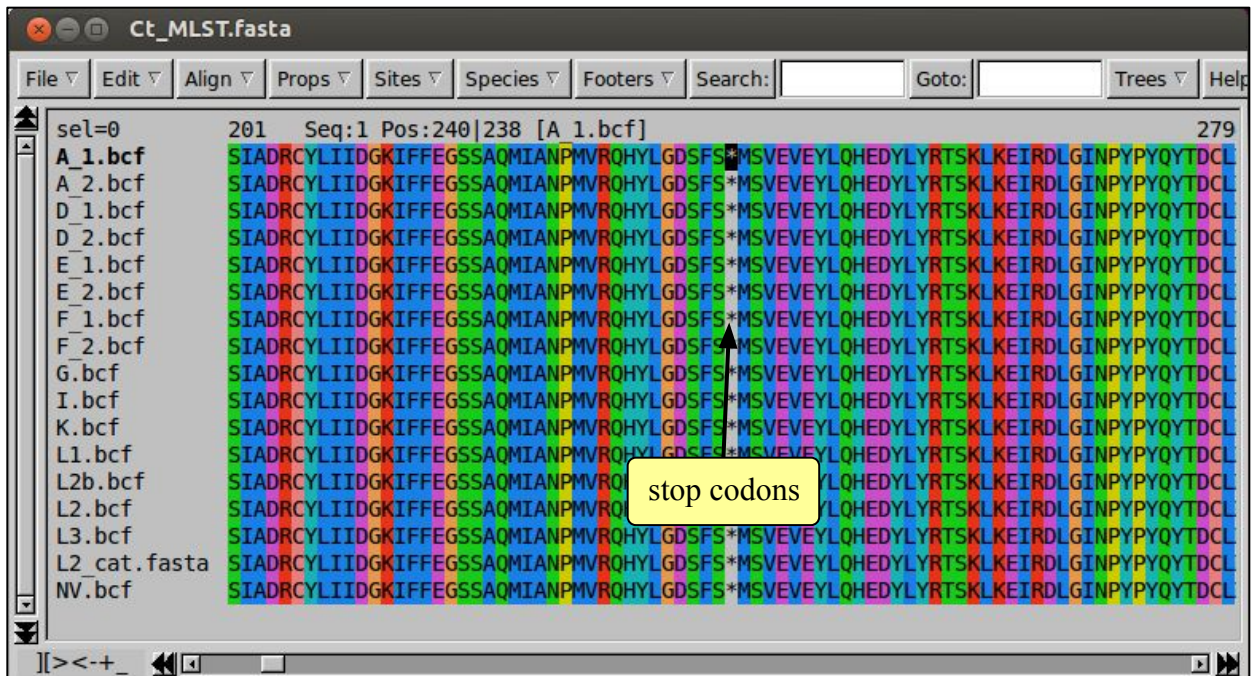 Ct_MLST.fasta
File Edit Align Props Sites Species Footers Search: Goto: Trees Help
sel=0 201 Seq:1 Pos:240|238 [A_1.bcf] 279
A_1.bcf SIADRCYLIIDGKIFFEGSSAQMIANPMVRQHYLGDSFS*MSVEVEYLQHEDYLYRTSKLKEIRDLGINPYPYQYTDCL
A_2.bcf SIADRCYLIIDGKIFFEGSSAQMIANPMVRQHYLGDSFS*MSVEVEYLQHEDYLYRTSKLKEIRDLGINPYPYQYTDCL
D_1.bcf SIADRCYLIIDGKIFFEGSSAQMIANPMVRQHYLGDSFS*MSVEVEYLQHEDYLYRTSKLKEIRDLGINPYPYQYTDCL
D_2.bcf SIADRCYLIIDGKIFFEGSSAQMIANPMVRQHYLGDSFS*MSVEVEYLQHEDYLYRTSKLKEIRDLGINPYPYQYTDCL
E_1.bcf SIADRCYLIIDGKIFFEGSSAQMIANPMVRQHYLGDSFS*MSVEVEYLQHEDYLYRTSKLKEIRDLGINPYPYQYTDCL
E_2.bcf SIADRCYLIIDGKIFFEGSSAQMIANPMVRQHYLGDSFS*MSVEVEYLQHEDYLYRTSKLKEIRDLGINPYPYQYTDCL
F_1.bcf SIADRCYLIIDGKIFFEGSSAQMIANPMVRQHYLGDSFS*MSVEVEYLQHEDYLYRTSKLKEIRDLGINPYPYQYTDCL
F_2.bcf SIADRCYLIIDGKIFFEGSSAQMIANPMVRQHYLGDSFS*MSVEVEYLQHEDYLYRTSKLKEIRDLGINPYPYQYTDCL
G.bcf SIADRCYLIIDGKIFFEGSSAQMIANPMVRQHYLGDSFS*MSVEVEYLQHEDYLYRTSKLKEIRDLGINPYPYQYTDCL
I.bcf SIADRCYLIIDGKIFFEGSSAQMIANPMVRQHYLGDSFS*MSVEVEYLQHEDYLYRTSKLKEIRDLGINPYPYQYTDCL
K.bcf SIADRCYLIIDGKIFFEGSSAQMIANPMVRQHYLGDSFS*MSVEVEYLQHEDYLYRTSKLKEIRDLGINPYPYQYTDCL
L1.bcf SIADRCYLIIDGKIFFEGSSAQMIANPMVRQHYLGDSFS*MSVEVEYLQHEDYLYRTSKLKEIRDLGINPYPYQYTDCL
L2b.bcf SIADRCYLIIDGKIFFEGSSAQMIANPMVRQ YLQHEDYLYRTSKLKEIRDLGINPYPYQYTDCL
stop codons
L2.bcf SIADRCYLIIDGKIFFEGSSAQMIANPMVRQ YLQHEDYLYRTSKLKEIRDLGINPYPYQYTDCL
L3.bcf SIADRCYLIIDGKIFFEGSSAQMIANPMVRQHYLGDSFS*MSVEVEYLQHEDYLYRTSKLKEIRDLGINPYPYQYTDCL
L2_cat.fasta SIADRCYLIIDGKIFFEGSSAQMIANPMVRQHYLGDSFS*MSVEVEYLQHEDYLYRTSKLKEIRDLGINPYPYQYTDCL
NV.bcf SIADRCYLIIDGKIFFEGSSAQMIANPMVRQHYLGDSFS*MSVEVEYLQHEDYLYRTSKLKEIRDLGINPYPYQYTDCL
][><-+_